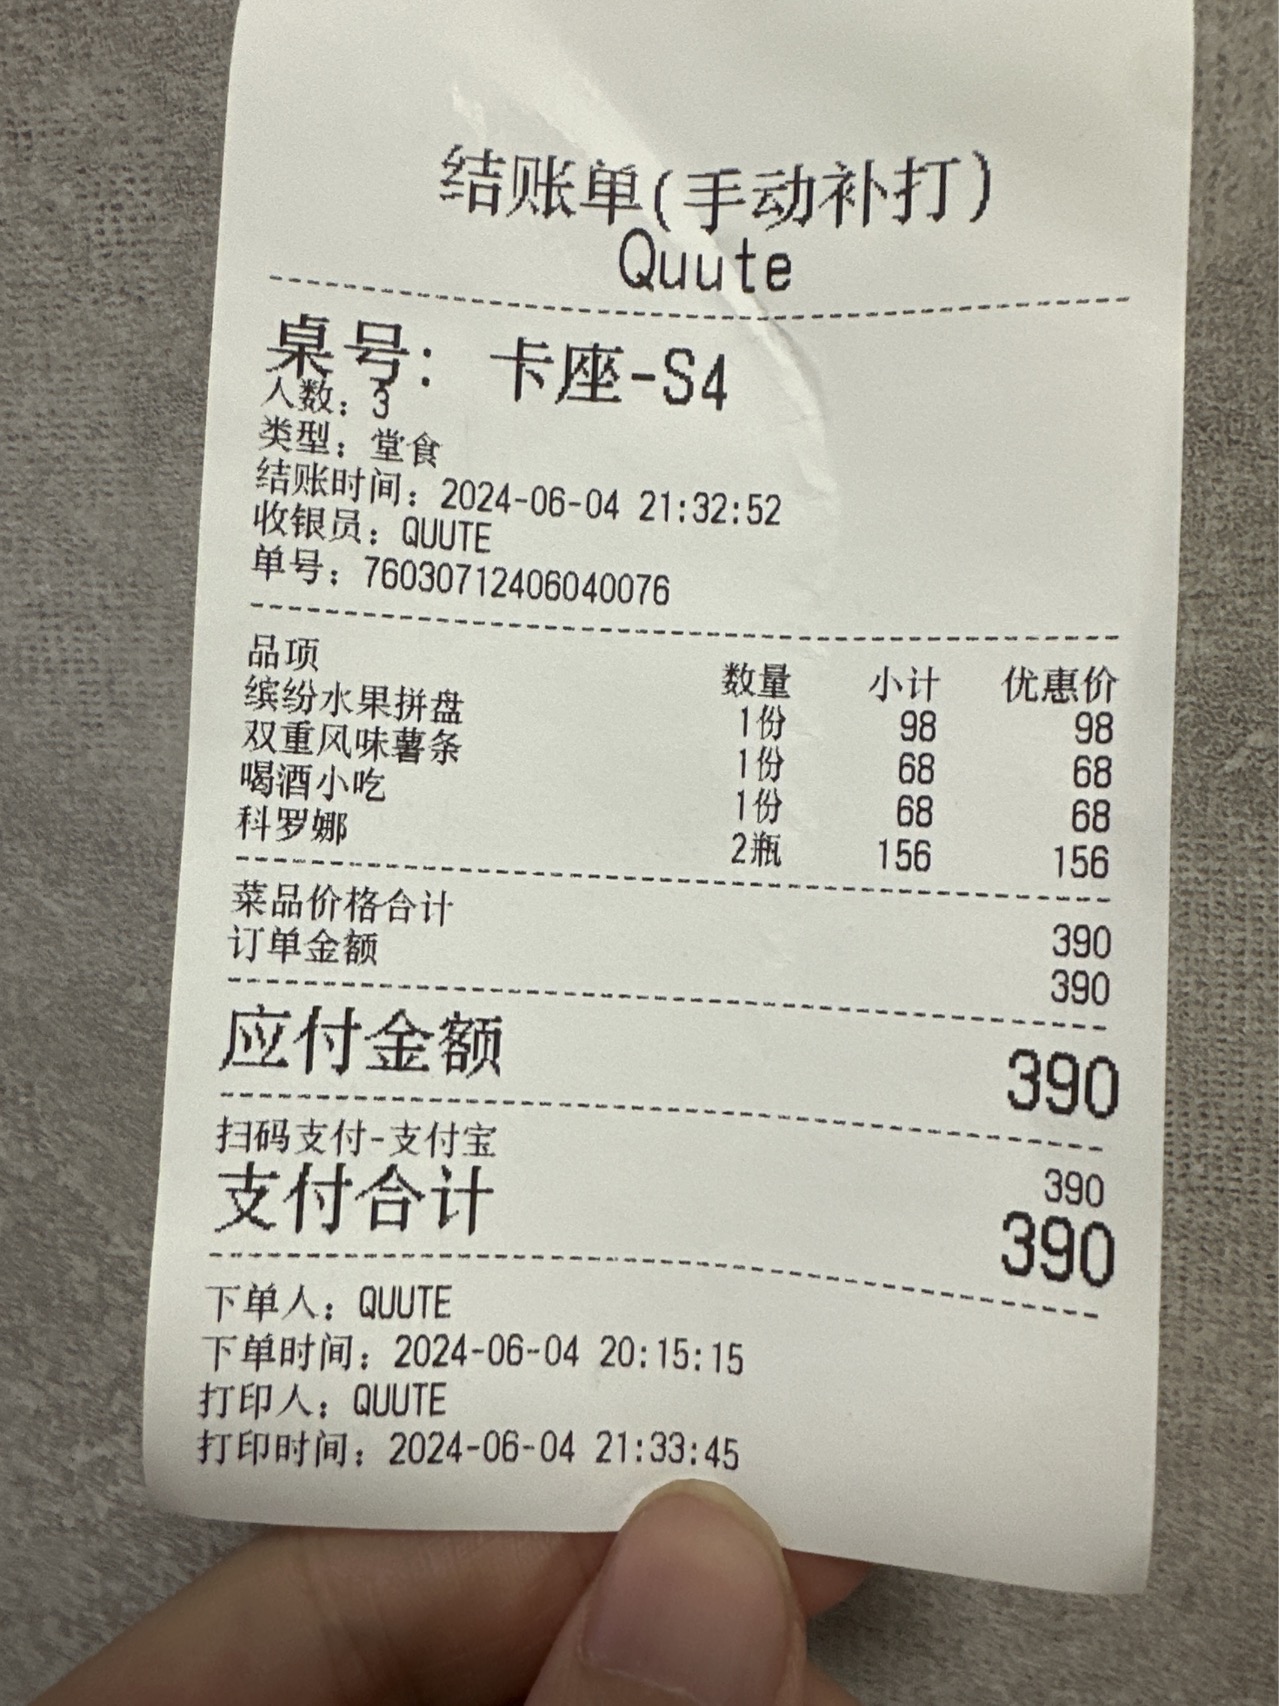 结账单(手动补打)
Quute
桌号： 卡座-S4
人数：3
类型：堂食
结账时间：2024-06-04 21:32:52
收银员：QUUTE
单号：76030712406040076
品项 数量 小计 优惠价
缤纷水果拼盘 1份 98 98
双重风味薯条 1份 68 68
喝酒小吃 1份 68 68
科罗娜 2瓶 156 156
菜品价格合计 390
订单金额 390
应付金额 390
扫码支付-支付宝 390
支付合计 390
下单人：QUUTE
下单时间：2024-06-04 20:15:15
打印人：QUUTE
打印时间：2024-06-04 21:33:45